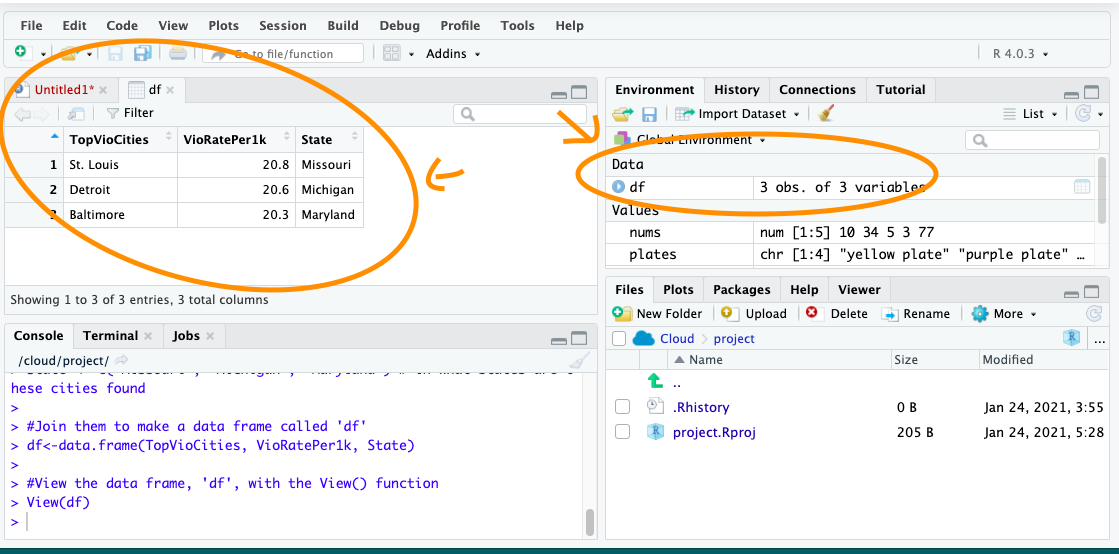 File Edit Code View Plots Session Build Debug Profile Tools Help
Go to file/function Addins R 4.0.3
Untitled1* df
Filter
TopVioCities VioRatePer1k State
1 St. Louis 20.8 Missouri
2 Detroit 20.6 Michigan
3 Baltimore 20.3 Maryland
Showing 1 to 3 of 3 entries, 3 total columns
Console Terminal Jobs
/cloud/project/
hese cities found
>
> #Join them to make a data frame called 'df'
> df<-data.frame(TopVioCities, VioRatePer1k, State)
>
> #View the data frame, 'df', with the View() function
> View(df)
>
Environment History Connections Tutorial
Import Dataset List
Global Environment
Data
df 3 obs. of 3 variables
Values
nums num [1:5] 10 34 5 3 77
plates chr [1:4] "yellow plate" "purple plate" …
Files Plots Packages Help Viewer
New Folder Upload Delete Rename More
Cloud project ...
Name Size Modified
..
.Rhistory 0 B Jan 24, 2021, 3:55
project.Rproj 205 B Jan 24, 2021, 5:28